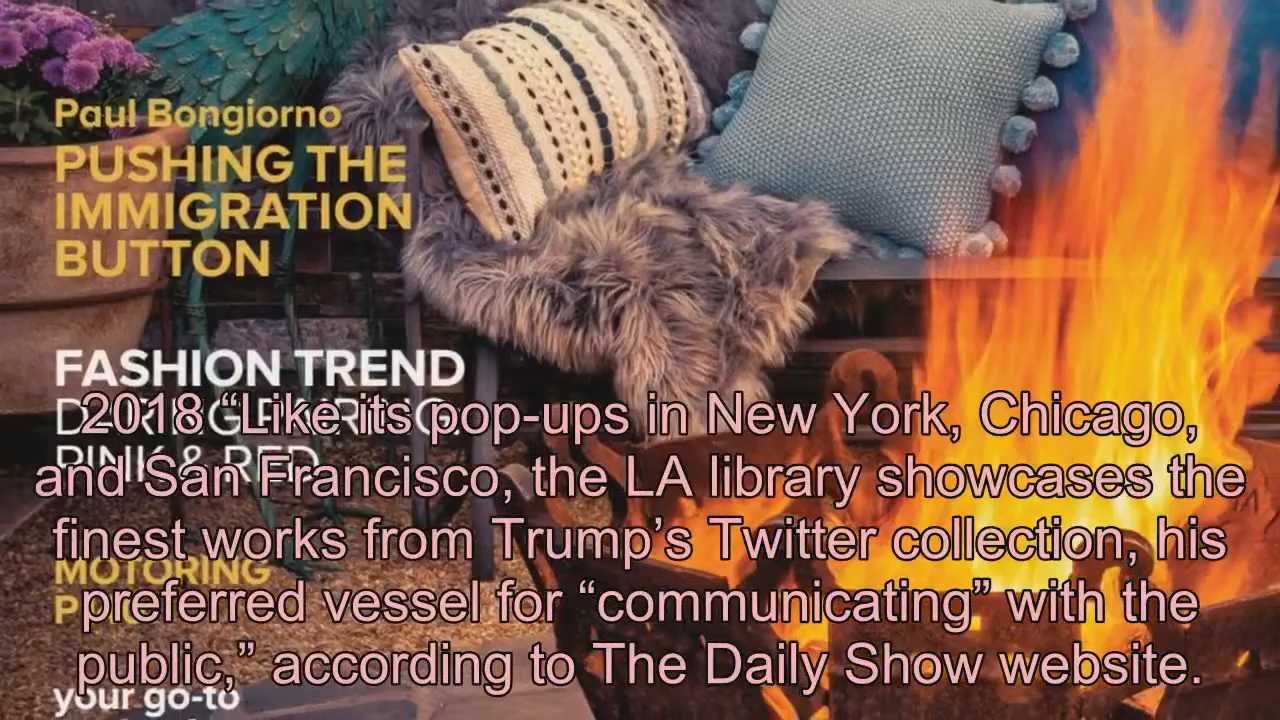 Paul Bongiorno
PUSHING THE
IMMIGRATION
BUTTON
FASHION TREND
2018 “Like its pop-ups in New York, Chicago,
PINK & RED
and San Francisco, the LA library showcases the
finest works from Trump’s Twitter collection, his
MOTORING
preferred vessel for “communicating” with the
public,” according to The Daily Show website.
your go-to